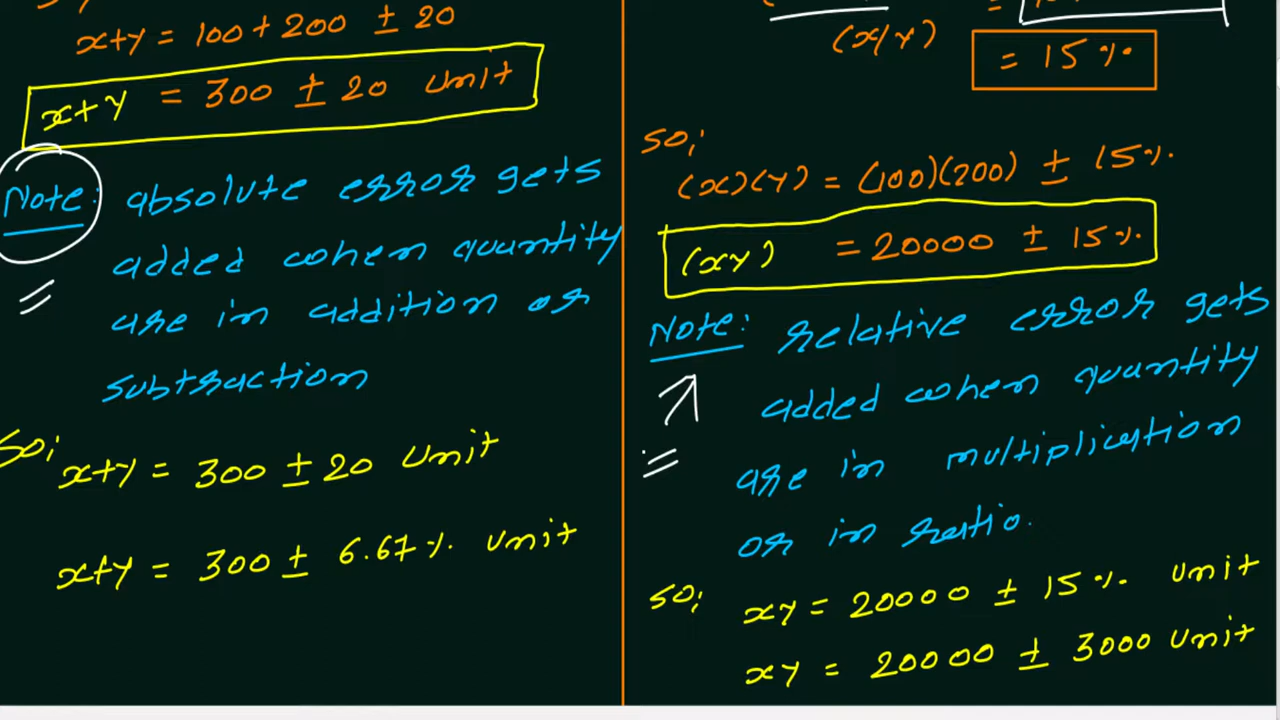 x+y = 100 + 200 ± 20
x+y = 300 ± 20 Unit
Note: absolute error gets
added when quantity
are in addition or
subtraction
So;
x+y = 300 ± 20 Unit
x+y = 300 ± 6.67%. Unit
(x/y)
= 15%
So;
(x)(y) = (100)(200) ± 15%
(xy) = 20000 ± 15%.
Note: relative error gets
added when quantity
are in multiplication
or in ratio.
So; xy = 20000 ± 15% Unit
xy = 20000 ± 3000 Unit